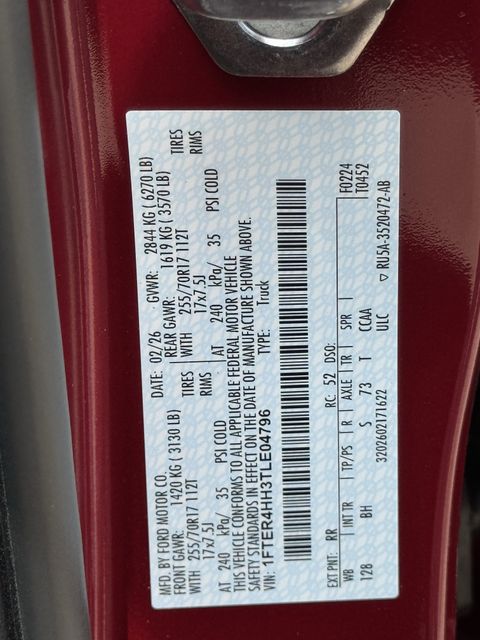 MFD. BY FORD MOTOR CO.
DATE: 02/26 GVWR: 2844 KG ( 6270 LB)
FRONT GAWR: 1420 KG ( 3130 LB) REAR GAWR: 1619 KG ( 3570 LB)
WITH 255/70R17 112T TIRES WITH 255/70R17 112T TIRES
17x7.5J RIMS 17x7.5J RIMS
AT 240 kPa/ 35 PSI COLD AT 240 kPa/ 35 PSI COLD
THIS VEHICLE CONFORMS TO ALL APPLICABLE FEDERAL MOTOR VEHICLE
SAFETY STANDARDS IN EFFECT ON THE DATE OF MANUFACTURE SHOWN ABOVE.
VIN: 1FTER4HH3TLE04796 TYPE: Truck
EXT PNT: RR RC: 52 DSO: F0224
WB INT TR TP/PS R AXLE TR SPR T0452
128 BH S 73 T CCAA
3202602171622 ULC ▽ RU5A-3520472-AB